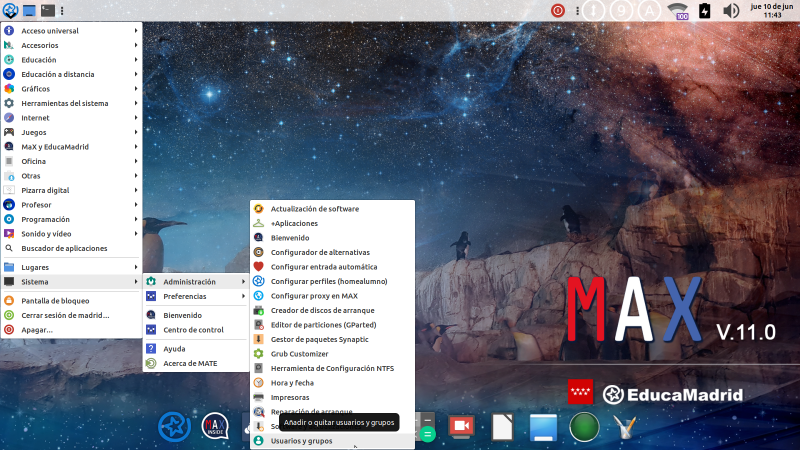 jue 10 de jun
11:43
100
Acceso universal
Accesorios
Educación
Educación a distancia
Gráficos
Herramientas del sistema
Internet
Juegos
MaX y EducaMadrid
Oficina
Otras
Pizarra digital
Profesor
Programación
Sonido y vídeo
Buscador de aplicaciones
Lugares
Sistema
Pantalla de bloqueo
Cerrar sesión de madrid...
Apagar...
Administración
Preferencias
Bienvenido
Centro de control
Ayuda
Acerca de MATE
Actualización de software
+Aplicaciones
Bienvenido
Configurador de alternativas
Configurar entrada automática
Configurar perfiles (homealumno)
Configurar proxy en MAX
Creador de discos de arranque
Editor de particiones (GParted)
Gestor de paquetes Synaptic
Grub Customizer
Herramienta de Configuración NTFS
Hora y fecha
Impresoras
Reparación de arranque
So
Añadir o quitar usuarios y grupos
Usuarios y grupos
MAX V.11.0
EducaMadrid
MAX
INSIDE